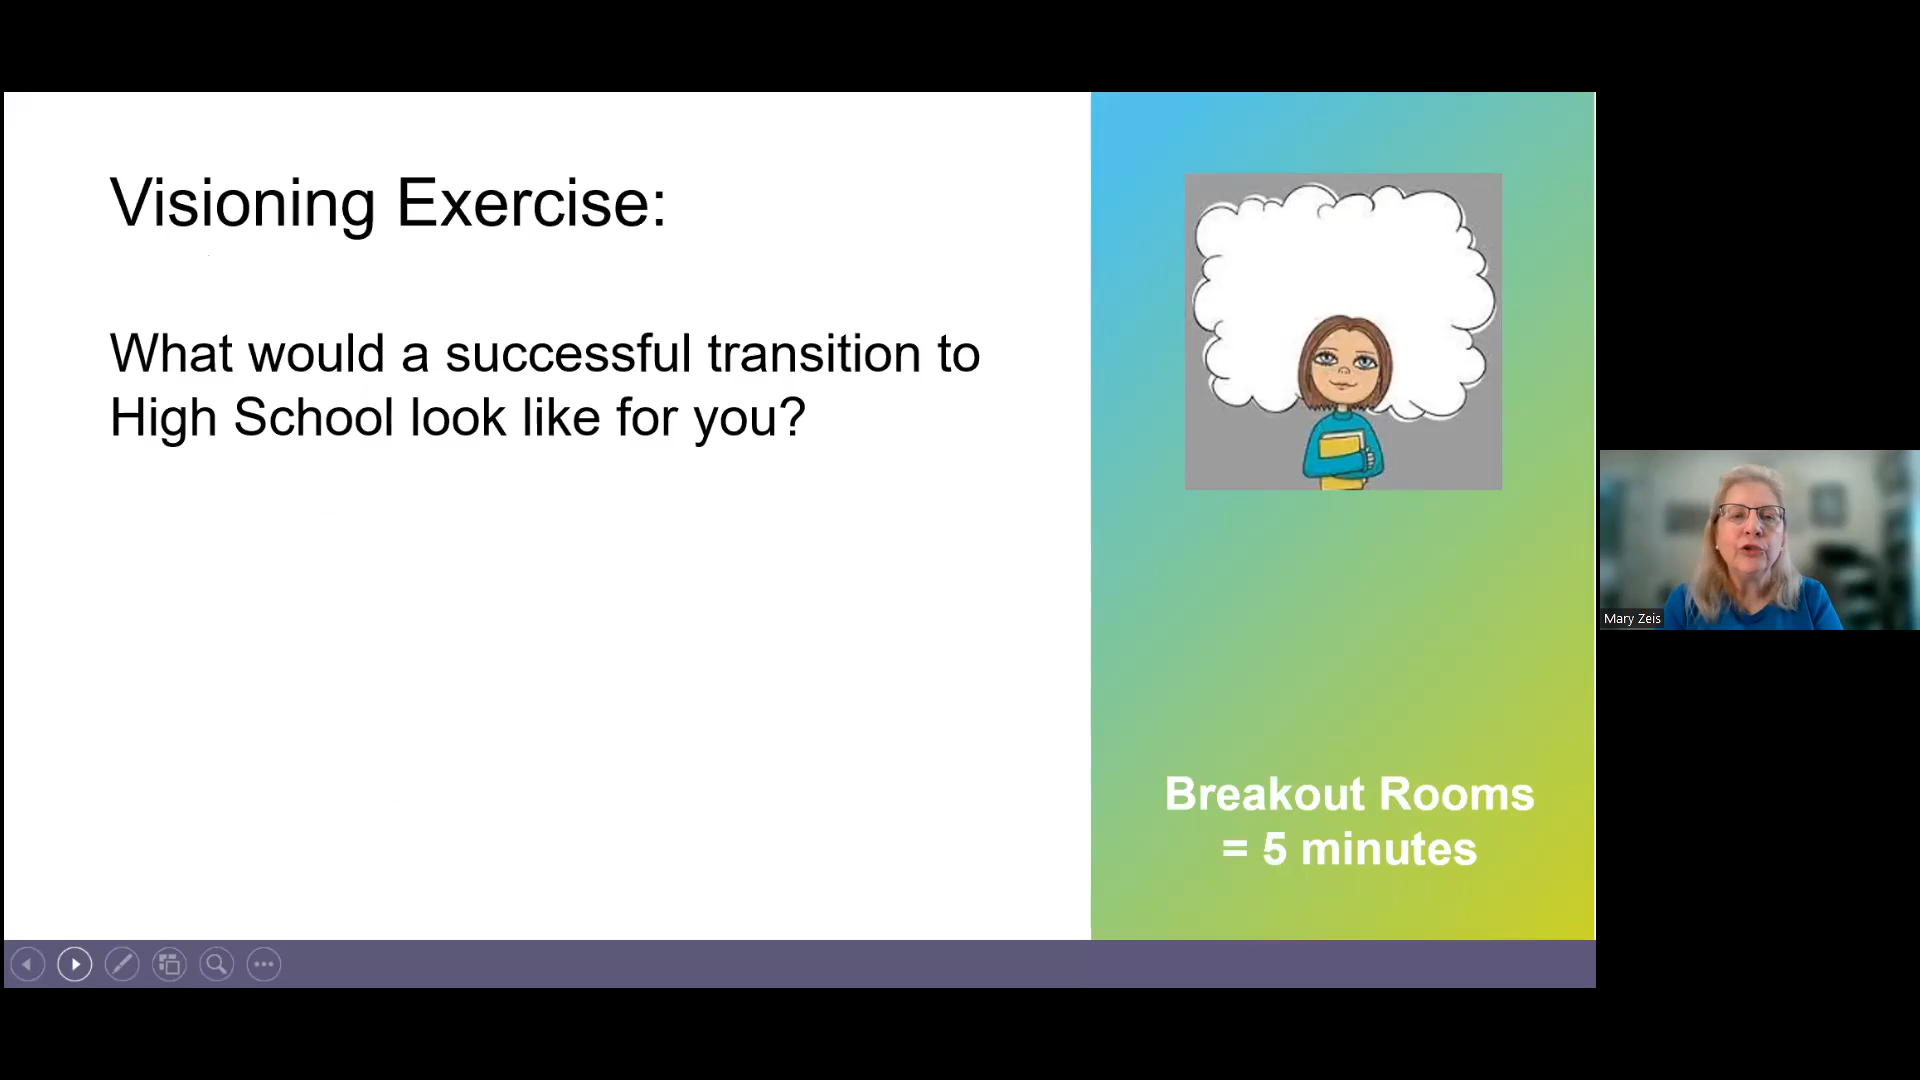 Visioning Exercise:
What would a successful transition to
High School look like for you?
Breakout Rooms
= 5 minutes
Mary Zeis